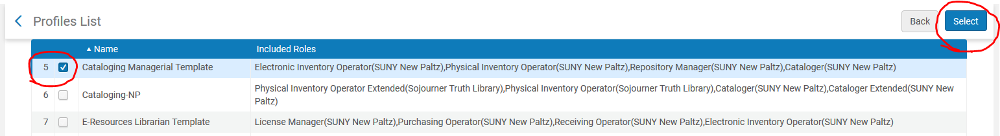 Profiles List
Back
Select
Name
Included Roles
5
Cataloging Managerial Template
Electronic Inventory Operator(SUNY New Paltz),Physical Inventory Operator(SUNY New Paltz),Repository Manager(SUNY New Paltz),Cataloger(SUNY New Paltz)
6
Cataloging-NP
Physical Inventory Operator Extended(Sojourner Truth Library),Physical Inventory Operator(Sojourner Truth Library),Cataloger(SUNY New Paltz),Cataloger Extended(SUNY New
Paltz)
7
E-Resources Librarian Template
License Manager(SUNY New Paltz),Purchasing Operator(SUNY New Paltz),Receiving Operator(SUNY New Paltz),Electronic Inventory Operator(SUNY New Paltz)